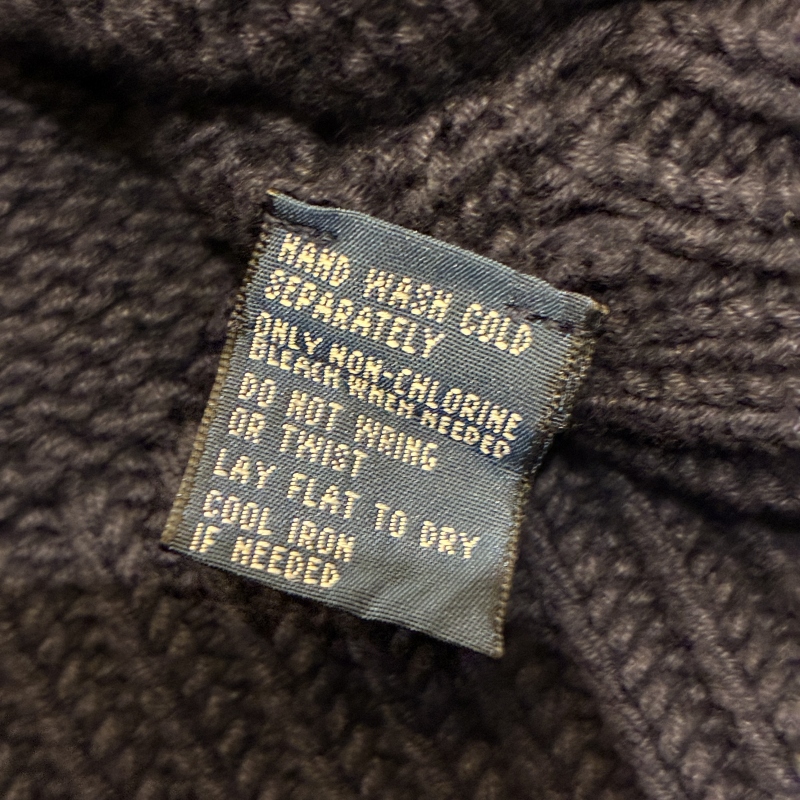 HAND WASH COLD
SEPARATELY
ONLY NON-CHLORINE
BLEACH WHEN NEEDED
DO NOT WRING
OR TWIST
LAY FLAT TO DRY
COOL IRON
IF NEEDED